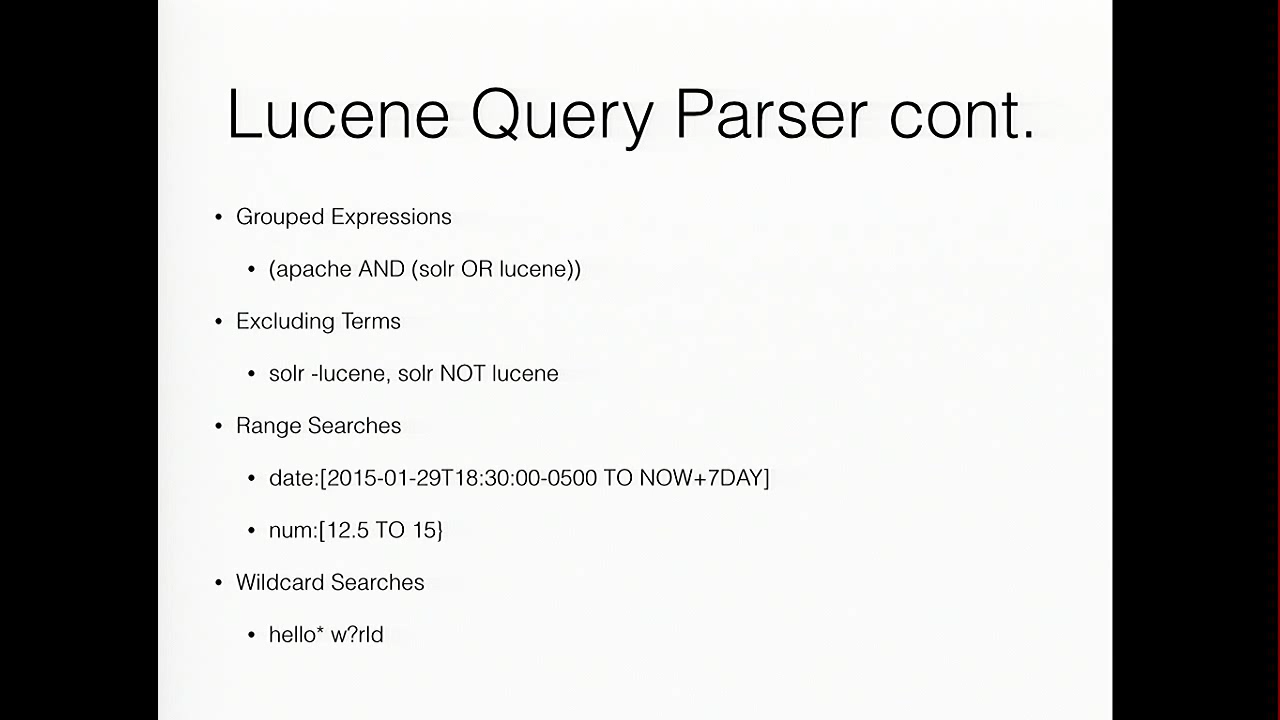 Lucene Query Parser cont.
• Grouped Expressions
• (apache AND (solr OR lucene))
• Excluding Terms
• solr -lucene, solr NOT lucene
• Range Searches
• date:[2015-01-29T18:30:00-0500 TO NOW+7DAY]
• num:[12.5 TO 15}
• Wildcard Searches
• hello* w?rld